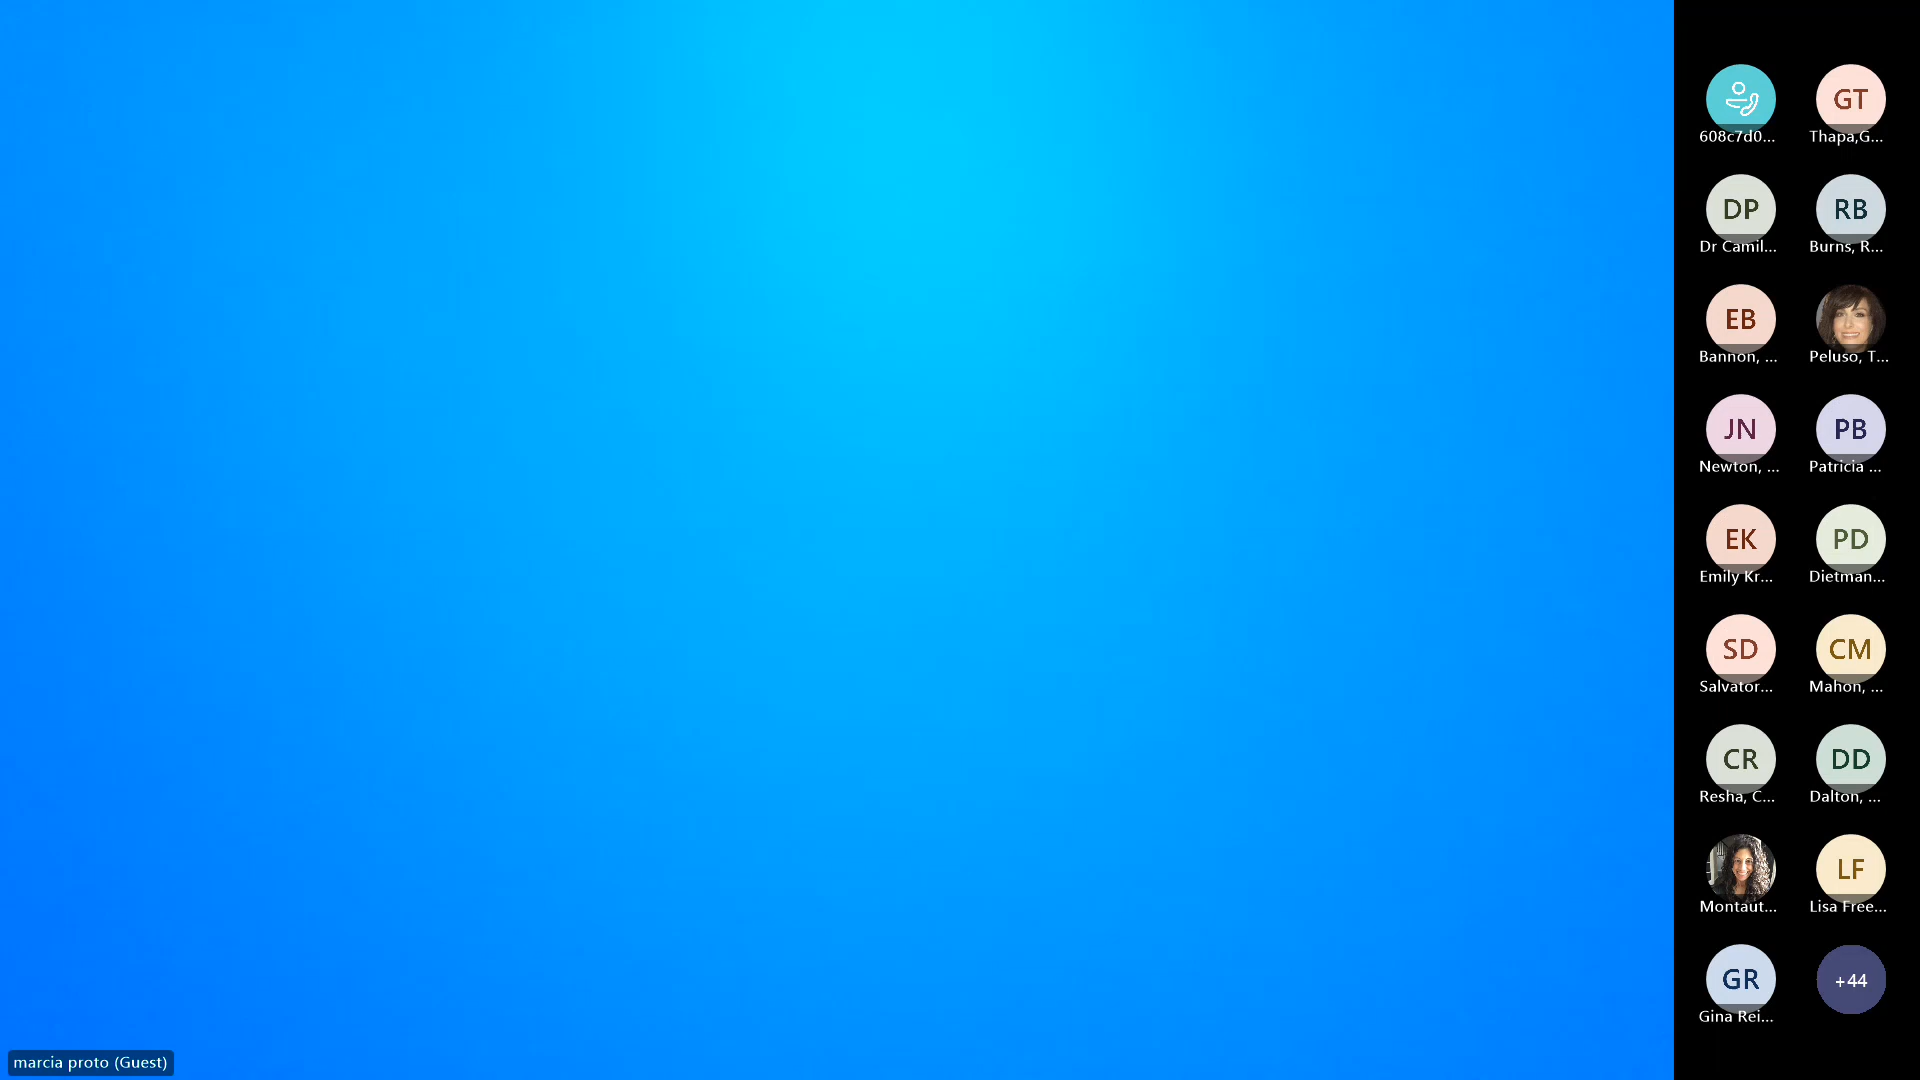 GT
608c7d0...
Thapa,G...
DP
RB
Dr Camil...
Burns, R...
EB
Bannon, ...
Peluso, T...
JN
PB
Newton, ...
Patricia ...
EK
PD
Emily Kr...
Dietman...
SD
CM
Salvator...
Mahon, ...
CR
DD
Resha, C...
Dalton, ...
LF
Montaut...
Lisa Free...
GR
+44
Gina Rei...
marcia proto (Guest)